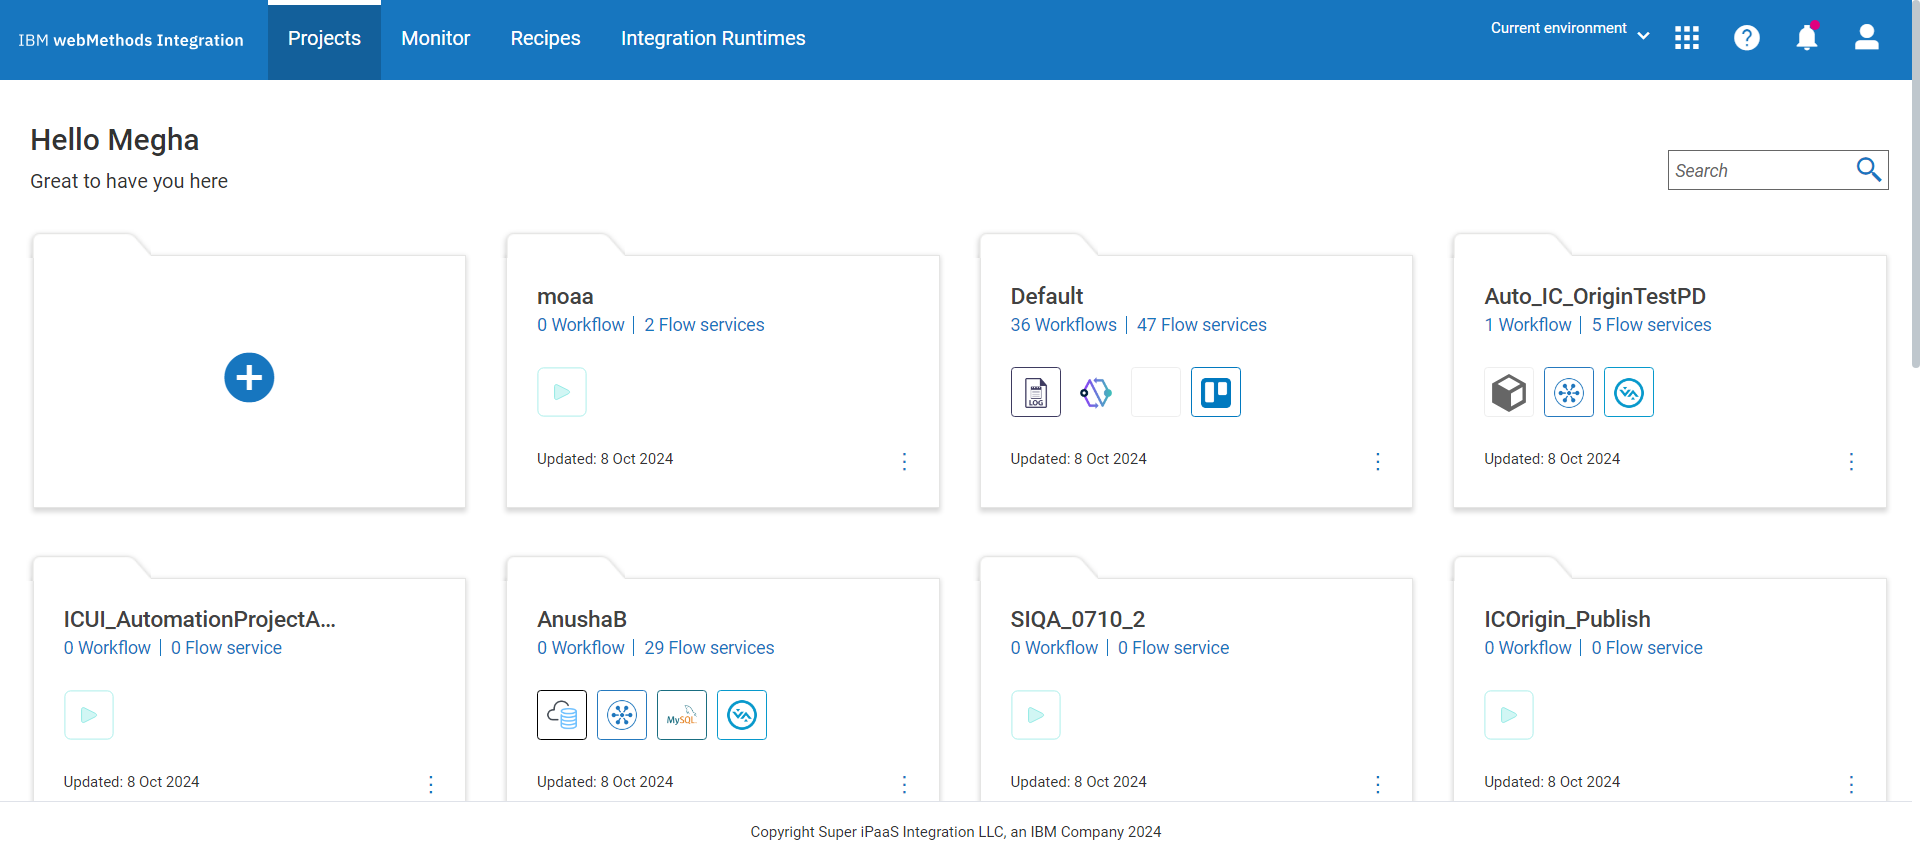 IBM webMethods Integration
Projects
Monitor
Recipes
Integration Runtimes
Current environment
Hello Megha
Great to have you here
Search
moaa
0 Workflow | 2 Flow services
Updated: 8 Oct 2024
Default
36 Workflows | 47 Flow services
LOG
Updated: 8 Oct 2024
Auto_IC_OriginTestPD
1 Workflow | 5 Flow services
Updated: 8 Oct 2024
ICUI_AutomationProjectA...
0 Workflow | 0 Flow service
Updated: 8 Oct 2024
AnushaB
0 Workflow | 29 Flow services
MySQL
Updated: 8 Oct 2024
SIQA_0710_2
0 Workflow | 0 Flow service
Updated: 8 Oct 2024
ICOrigin_Publish
0 Workflow | 0 Flow service
Updated: 8 Oct 2024
Copyright Super iPaaS Integration LLC, an IBM Company 2024